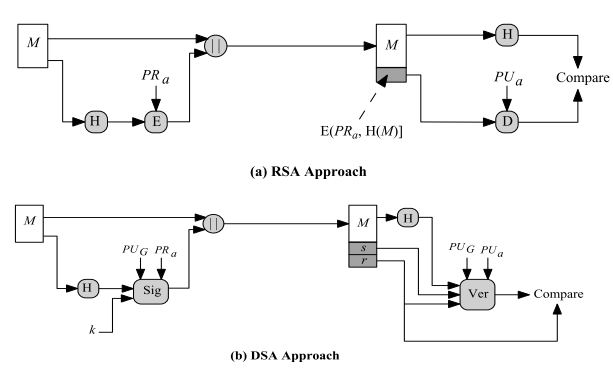 M
||
M
H
PRa
H
E
PUa
Compare
D
E(PRa, H(M)]
(a) RSA Approach
M
||
M
H
s
r
PUG PRa
H
Sig
k
PUG PUa
Ver
Compare
(b) DSA Approach